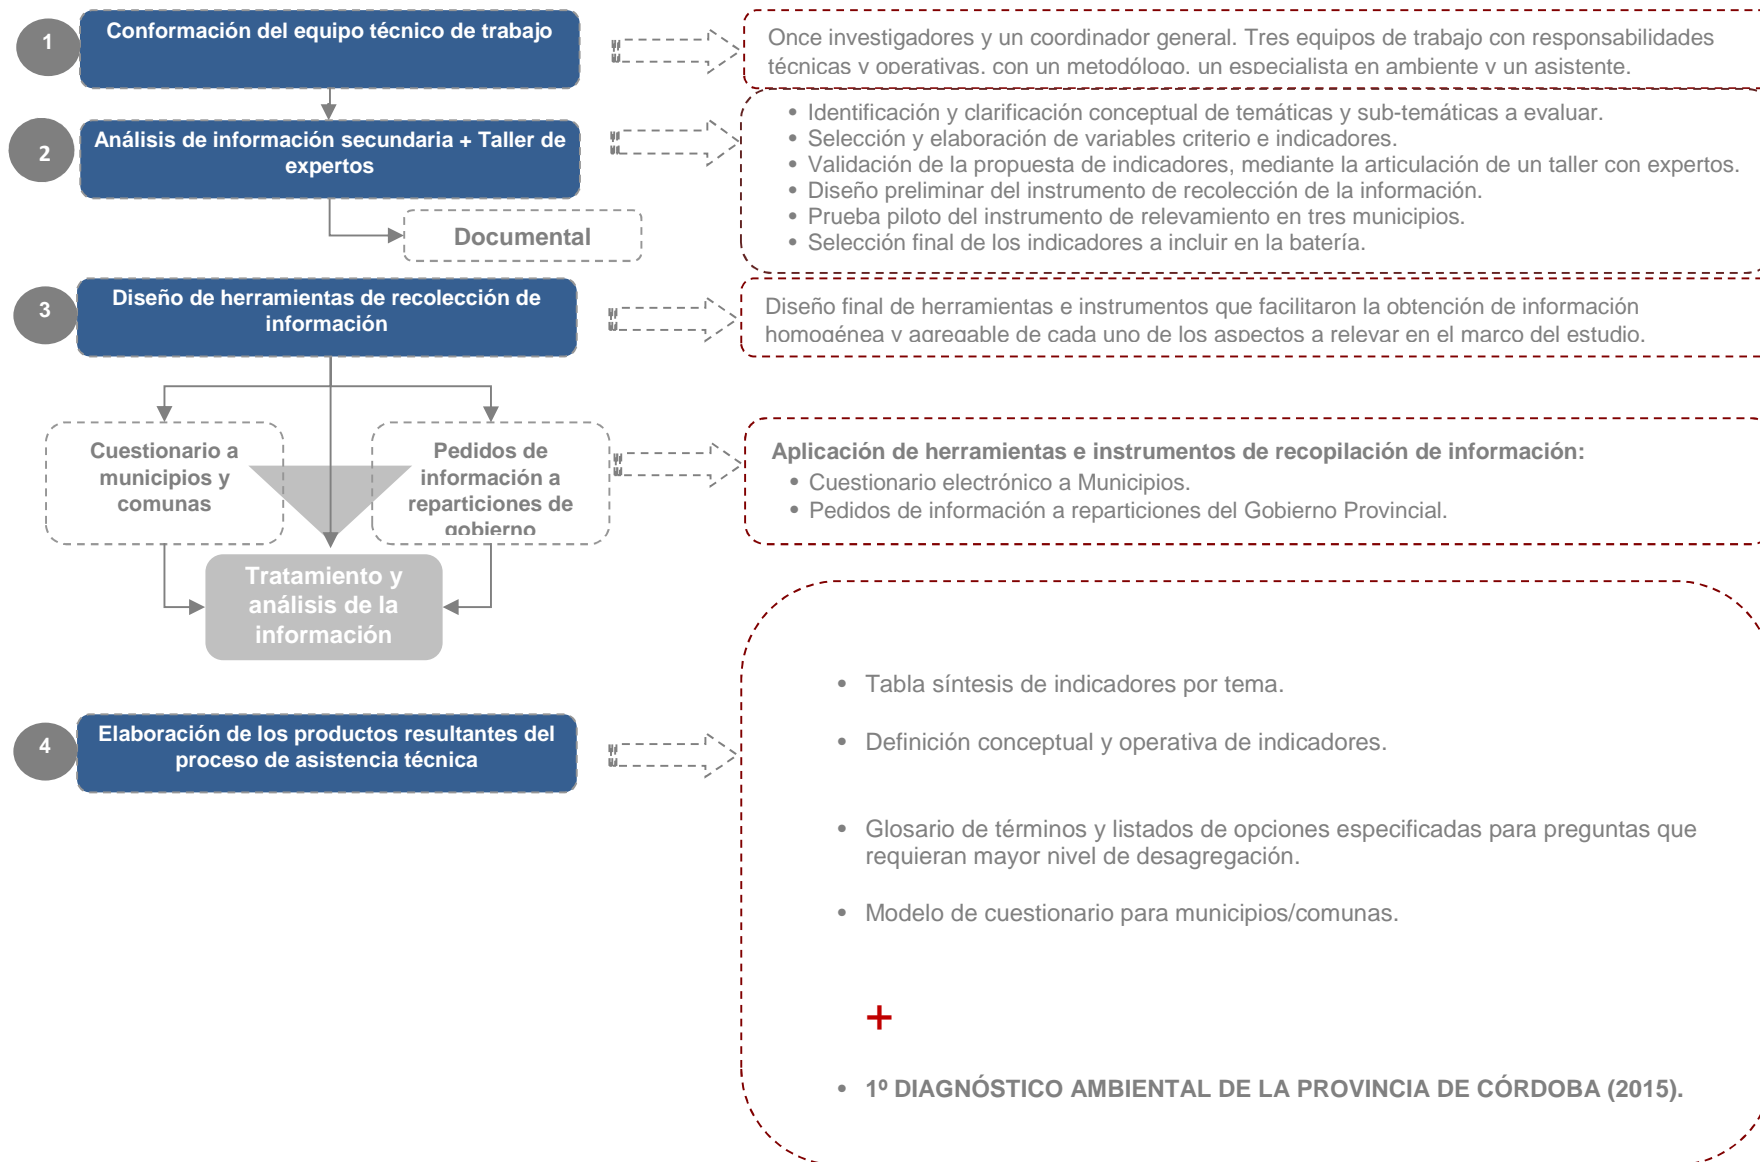 1
Conformación del equipo técnico de trabajo
Once investigadores y un coordinador general. Tres equipos de trabajo con responsabilidades
técnicas y operativas, con un metodólogo, un especialista en ambiente y un asistente.
2
Análisis de información secundaria + Taller de
expertos
• Identificación y clarificación conceptual de temáticas y sub-temáticas a evaluar.
• Selección y elaboración de variables criterio e indicadores.
• Validación de la propuesta de indicadores, mediante la articulación de un taller con expertos.
• Diseño preliminar del instrumento de recolección de la información.
• Prueba piloto del instrumento de relevamiento en tres municipios.
• Selección final de los indicadores a incluir en la batería.
Documental
3
Diseño de herramientas de recolección de
información
Diseño final de herramientas e instrumentos que facilitaron la obtención de información
homogénea y agregable de cada uno de los aspectos a relevar en el marco del estudio.
Cuestionario a
municipios y
comunas
Pedidos de
información a
reparticiones de
gobierno
Aplicación de herramientas e instrumentos de recopilación de información:
• Cuestionario electrónico a Municipios.
• Pedidos de información a reparticiones del Gobierno Provincial.
Tratamiento y
análisis de la
información
4
Elaboración de los productos resultantes del
proceso de asistencia técnica
• Tabla síntesis de indicadores por tema.
• Definición conceptual y operativa de indicadores.
• Glosario de términos y listados de opciones especificadas para preguntas que
requieran mayor nivel de desagregación.
• Modelo de cuestionario para municipios/comunas.
+
• 1º DIAGNÓSTICO AMBIENTAL DE LA PROVINCIA DE CÓRDOBA (2015).